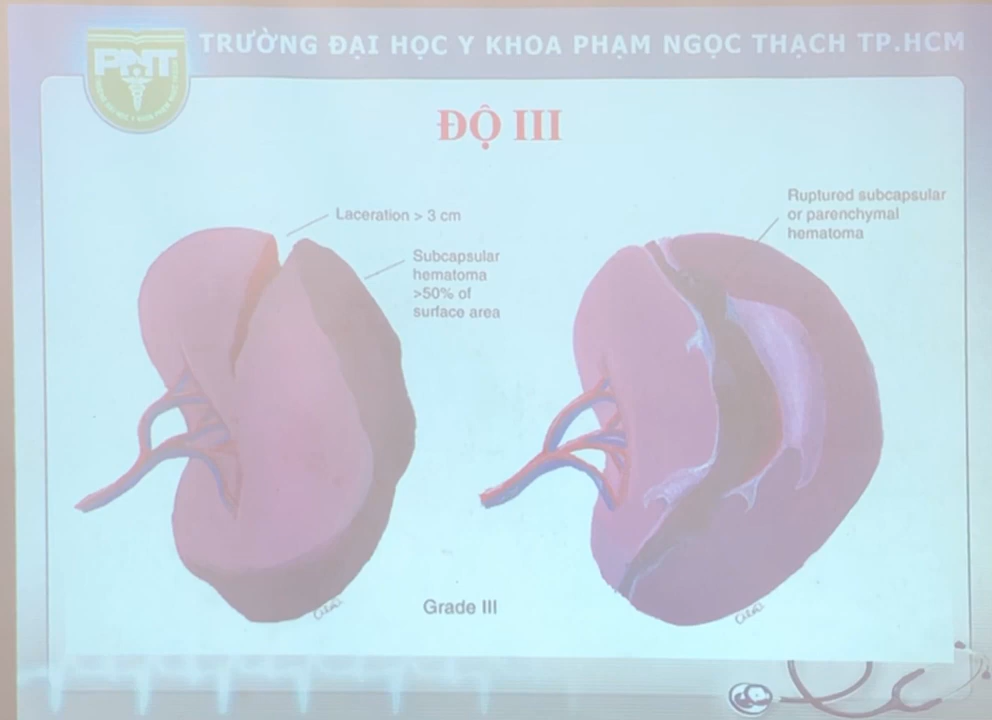 TRƯỜNG ĐẠI HỌC Y KHOA PHẠM NGỌC THẠCH TP.HCM
PNT
ĐỘ III
Laceration > 3 cm
Subcapsular
hematoma
>50% of
surface area
Ruptured subcapsular
or parenchymal
hematoma
Grade III